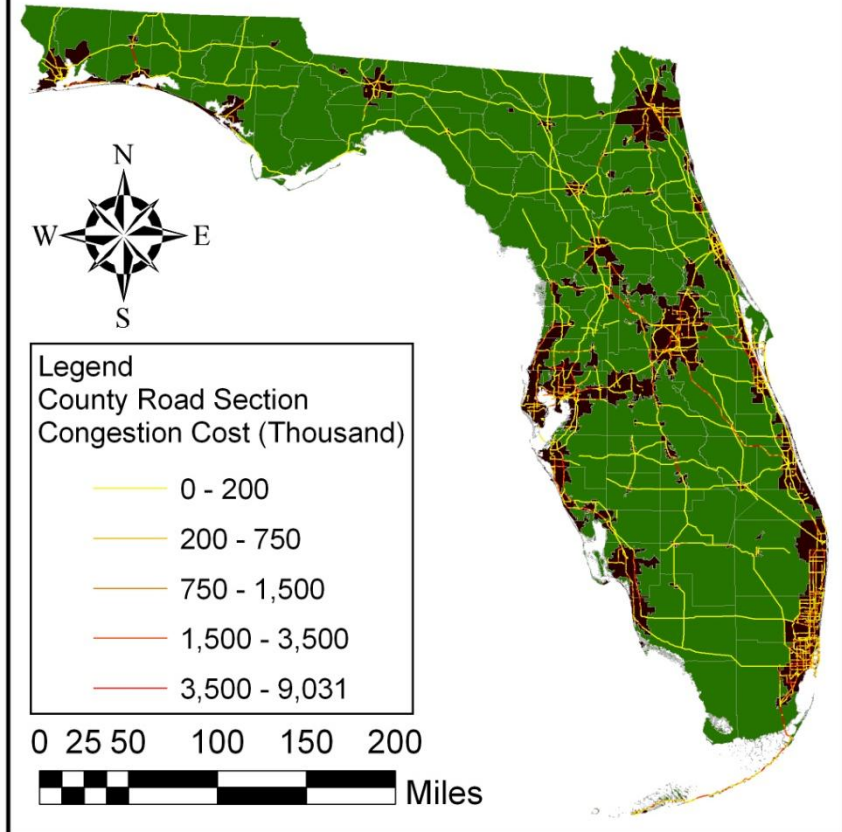 N
W E
S
Legend
County Road Section
Congestion Cost (Thousand)
0 - 200
200 - 750
750 - 1,500
1,500 - 3,500
3,500 - 9,031
0 25 50 100 150 200
Miles